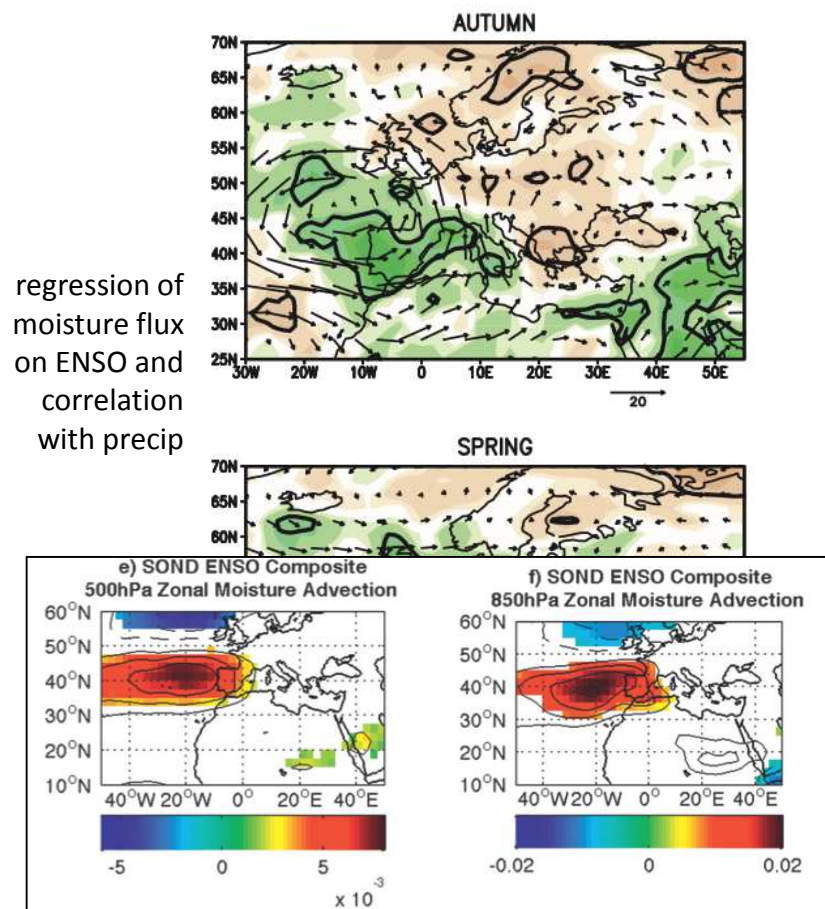 AUTUMN
70N
65N
60N
55N
50N
45N
40N
35N
30N
25N
30W 20W 10W 0 10E 20E 30E 40E 50E
20
regression of
moisture flux
on ENSO and
correlation
with precip
SPRING
70N
65N
60N
e) SOND ENSO Composite
500hPa Zonal Moisture Advection
60°N
50°N
40°N
30°N
20°N
10°N
40°W 20°W 0° 20°E 40°E
-5 0 5
x 10⁻³
f) SOND ENSO Composite
850hPa Zonal Moisture Advection
60°N
50°N
40°N
30°N
20°N
10°N
40°W 20°W 0° 20°E 40°E
-0.02 0 0.02